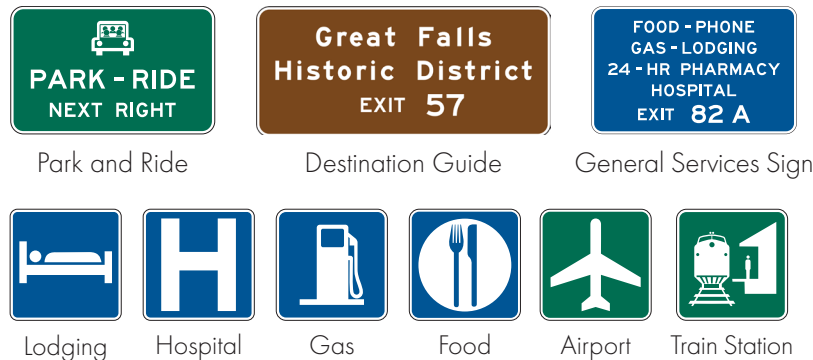 PARK - RIDE
NEXT RIGHT
Great Falls
Historic District
EXIT 57
FOOD - PHONE
GAS - LODGING
24 - HR PHARMACY
HOSPITAL
EXIT 82 A
Park and Ride
Destination Guide
General Services Sign
H
Lodging
Hospital
Gas
Food
Airport
Train Station